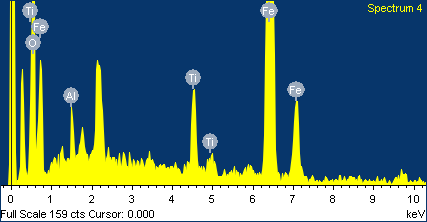 Spectrum 4
Ti Fe
Fe
O
Ti
Al Fe
Ti
0 1 2 3 4 5 6 7 8 9 10
Full Scale 159 cts Cursor: 0.000 keV